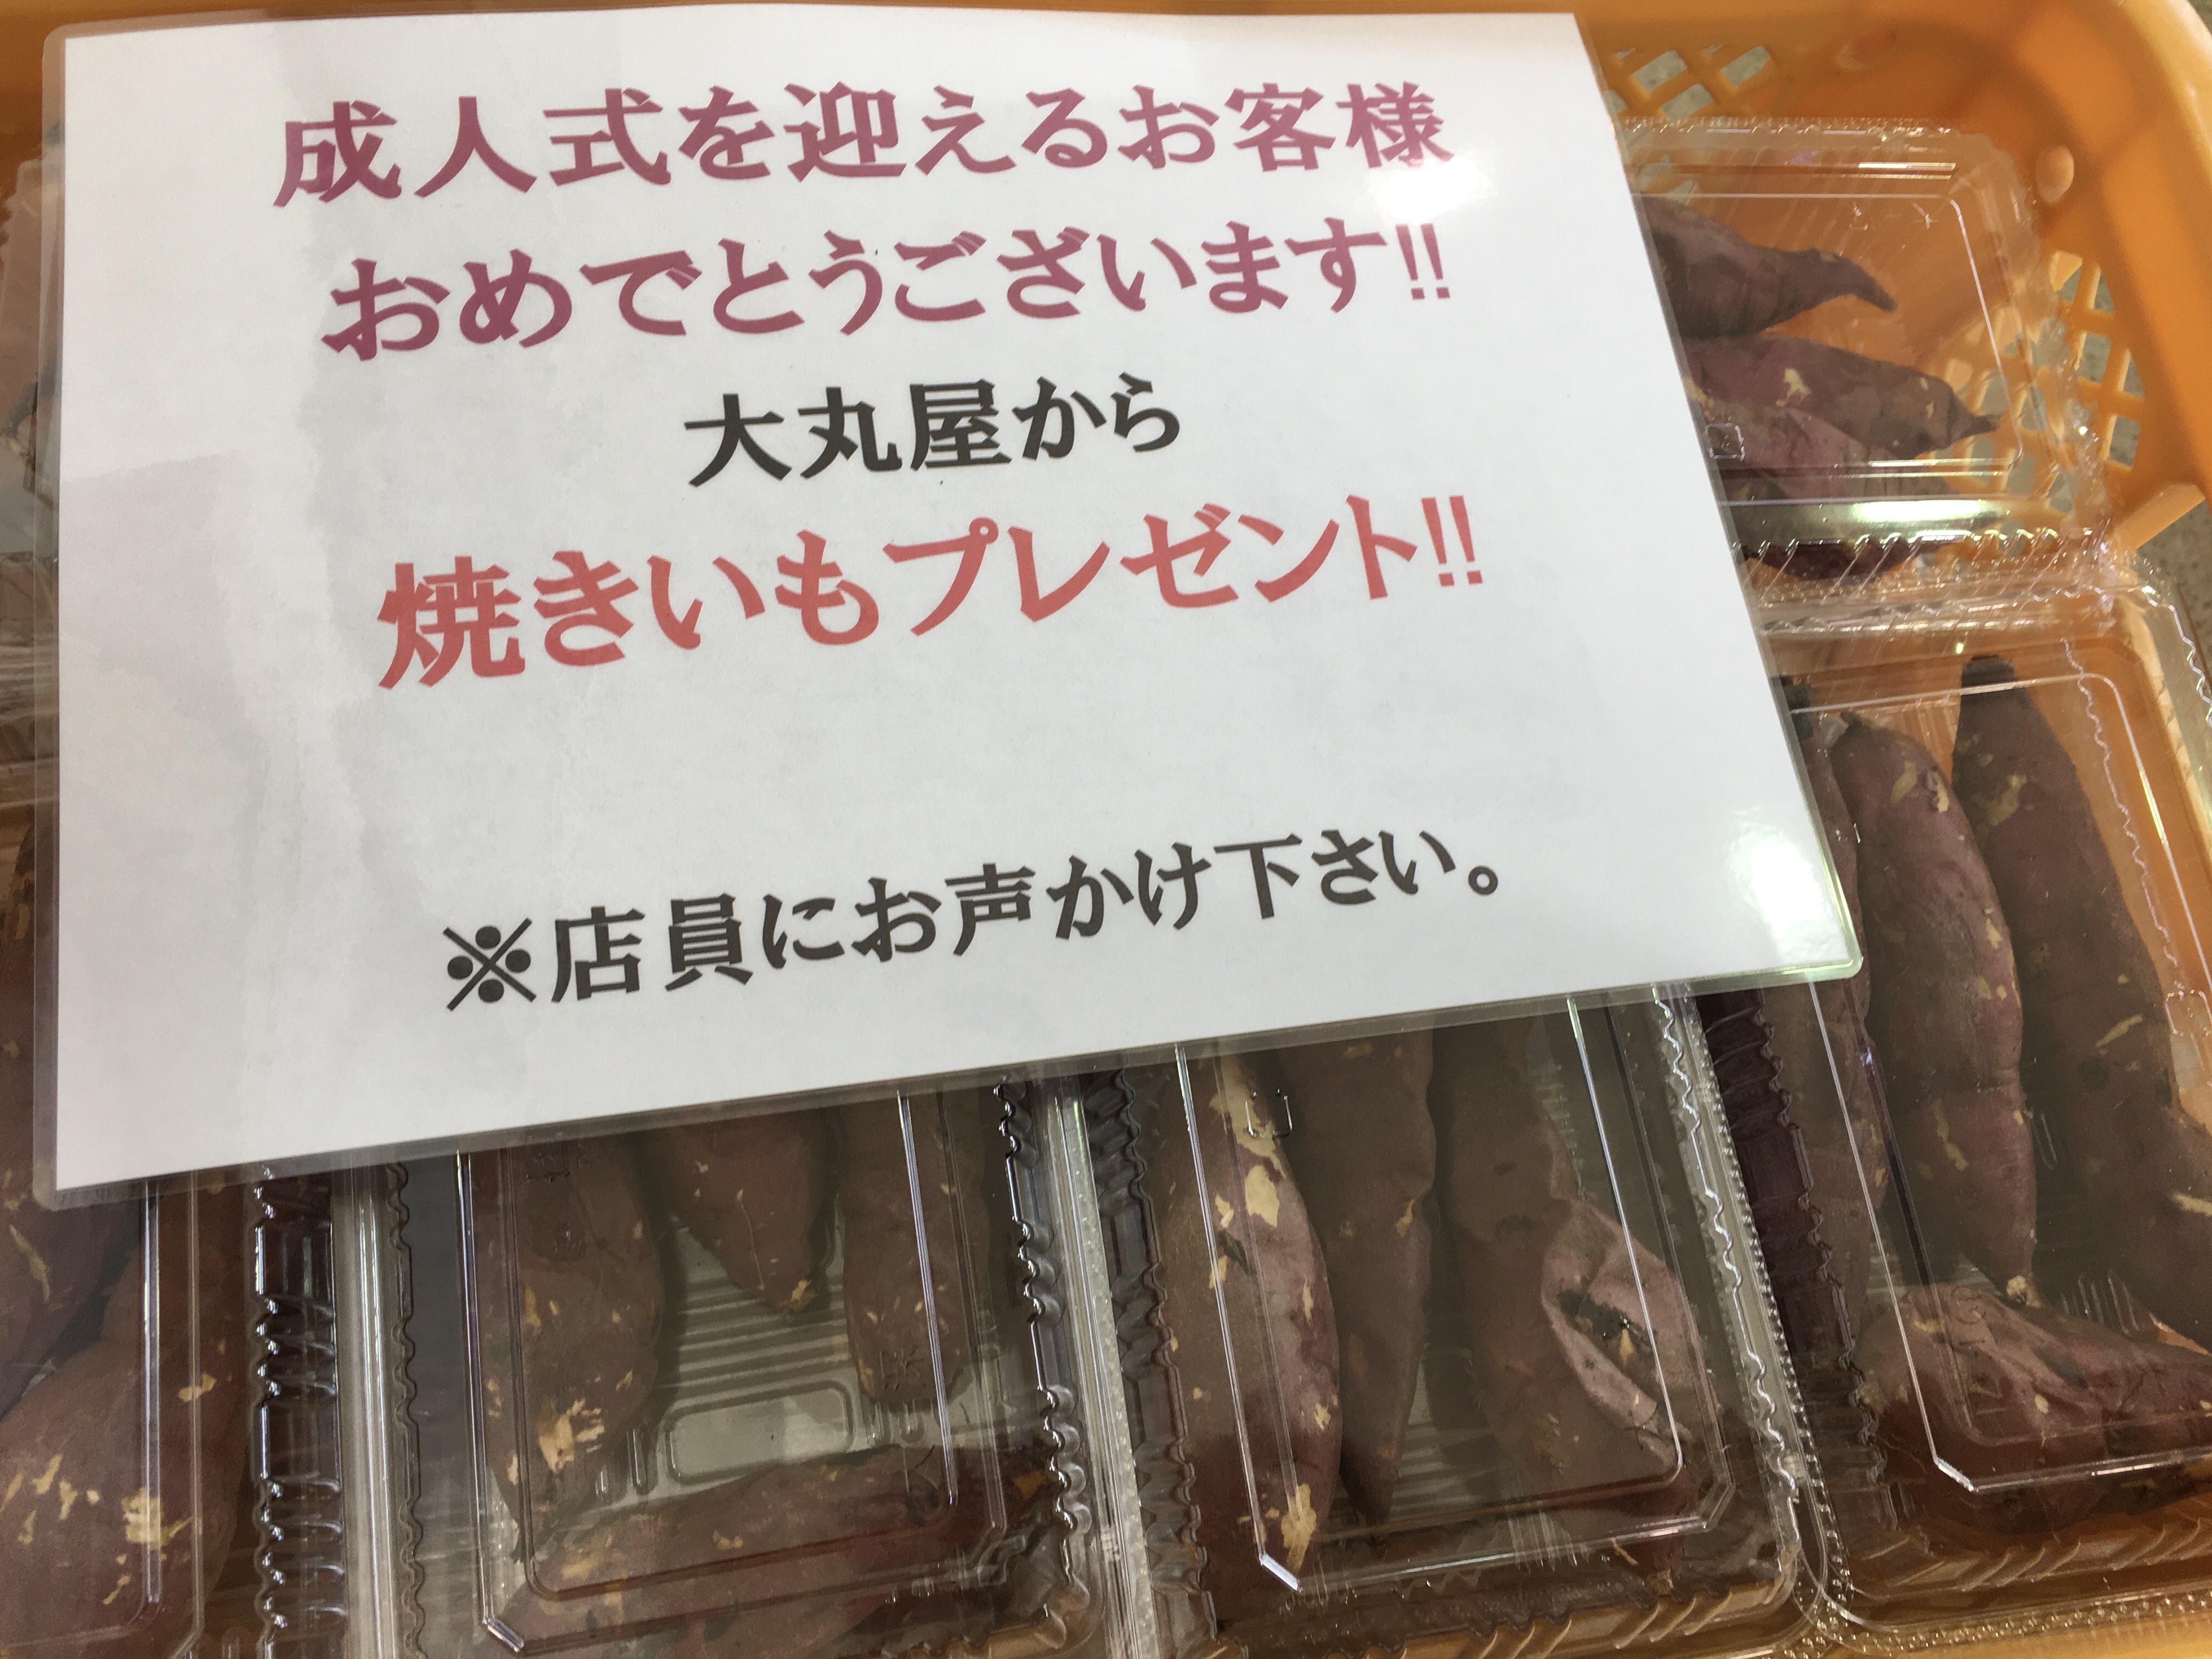 成人式を迎えるお客様
おめでとうございます!!
大丸屋から
焼きいもプレゼント!!
※店員にお声かけ下さい。